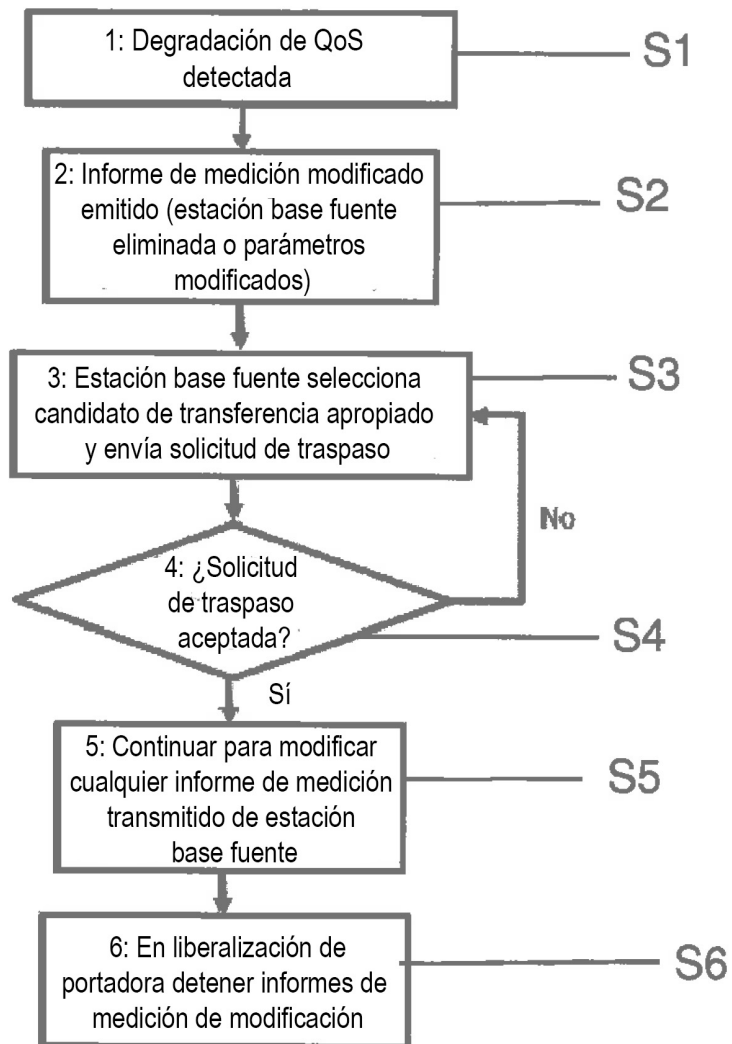 1: Degradación de QoS
detectada
S1
2: Informe de medición modificado
emitido (estación base fuente
eliminada o parámetros
modificados)
S2
3: Estación base fuente selecciona
candidato de transferencia apropiado
y envía solicitud de traspaso
S3
No
4: ¿Solicitud
de traspaso
aceptada?
S4
Sí
5: Continuar para modificar
cualquier informe de medición
transmitido de estación
base fuente
S5
6: En liberalización de
portadora detener informes de
medición de modificación
S6